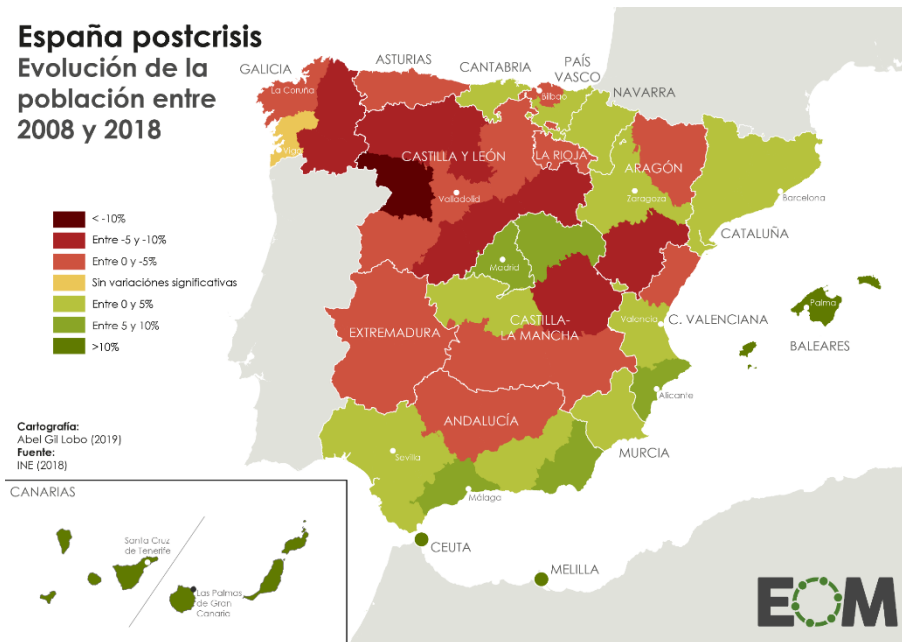 España postcrisis
Evolución de la
población entre
2008 y 2018
< -10%
Entre -5 y -10%
Entre 0 y -5%
Sin variaciónes significativas
Entre 0 y 5%
Entre 5 y 10%
>10%
Cartografía:
Abel Gil Lobo (2019)
Fuente:
INE (2018)
GALICIA
La Coruña
Vigo
ASTURIAS
CANTABRIA
PAÍS
VASCO
Bilbao
NAVARRA
CASTILLA Y LEÓN
Valladolid
LA RIOJA
ARAGÓN
Zaragoza
Barcelona
CATALUÑA
Madrid
EXTREMADURA
CASTILLA-
LA MANCHA
Valencia
C. VALENCIANA
Palma
BALEARES
Alicante
ANDALUCÍA
MURCIA
Sevilla
Málaga
CEUTA
MELILLA
CANARIAS
Santa Cruz
de Tenerife
Las Palmas
de Gran
Canaria
EOM